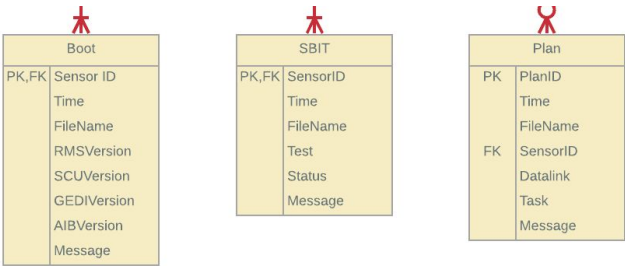 Boot
PK,FK Sensor ID
Time
FileName
RMSVersion
SCUVersion
GEDIVersion
AIBVersion
Message
SBIT
PK,FK SensorID
Time
FileName
Test
Status
Message
Plan
PK PlanID
Time
FileName
FK SensorID
Datalink
Task
Message